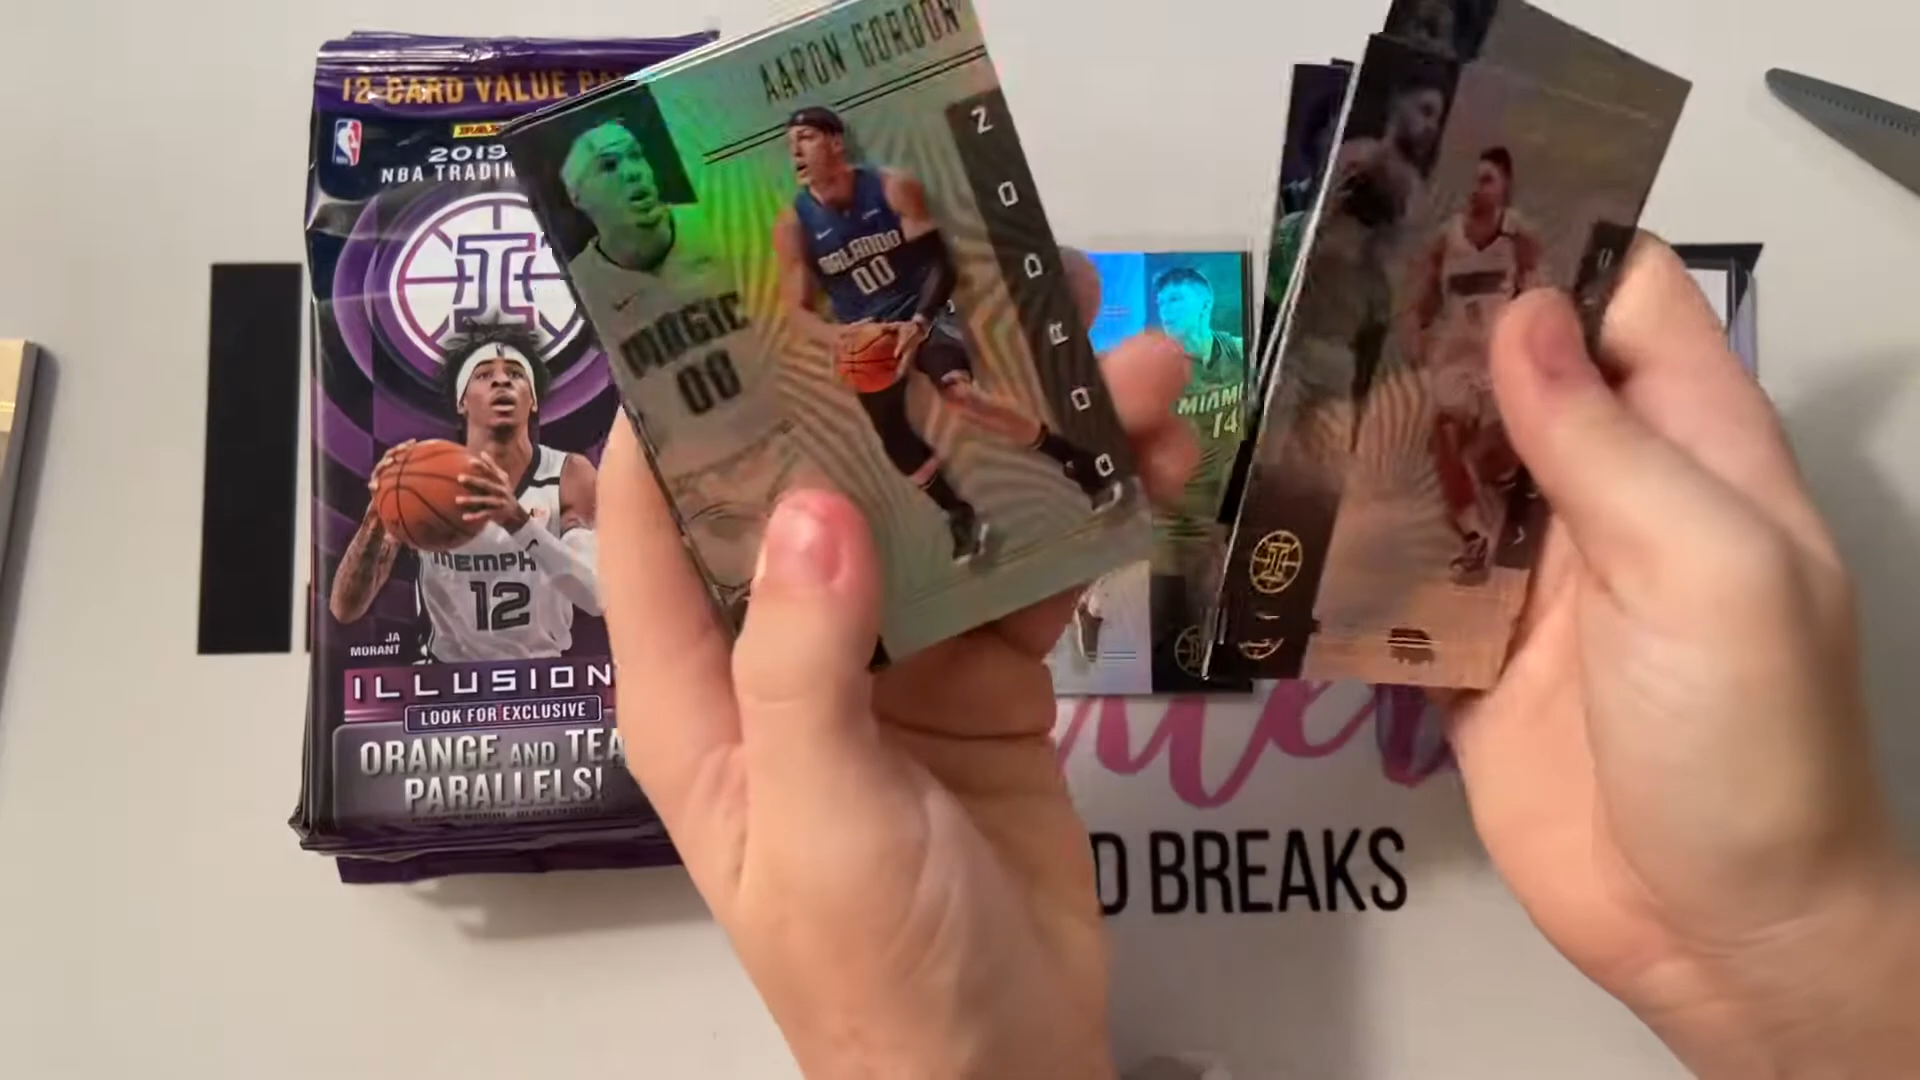 12-CARD VALUE
2019
NBA TRADIN
MEMPH
12
JA
MORANT
ILLUSION
LOOK FOR EXCLUSIVE
ORANGE AND TEA
PARALLELS!
AARON GORDON
GORDON
ORLANDO
00
MAGIC
00
MIAMI
14
D BREAKS